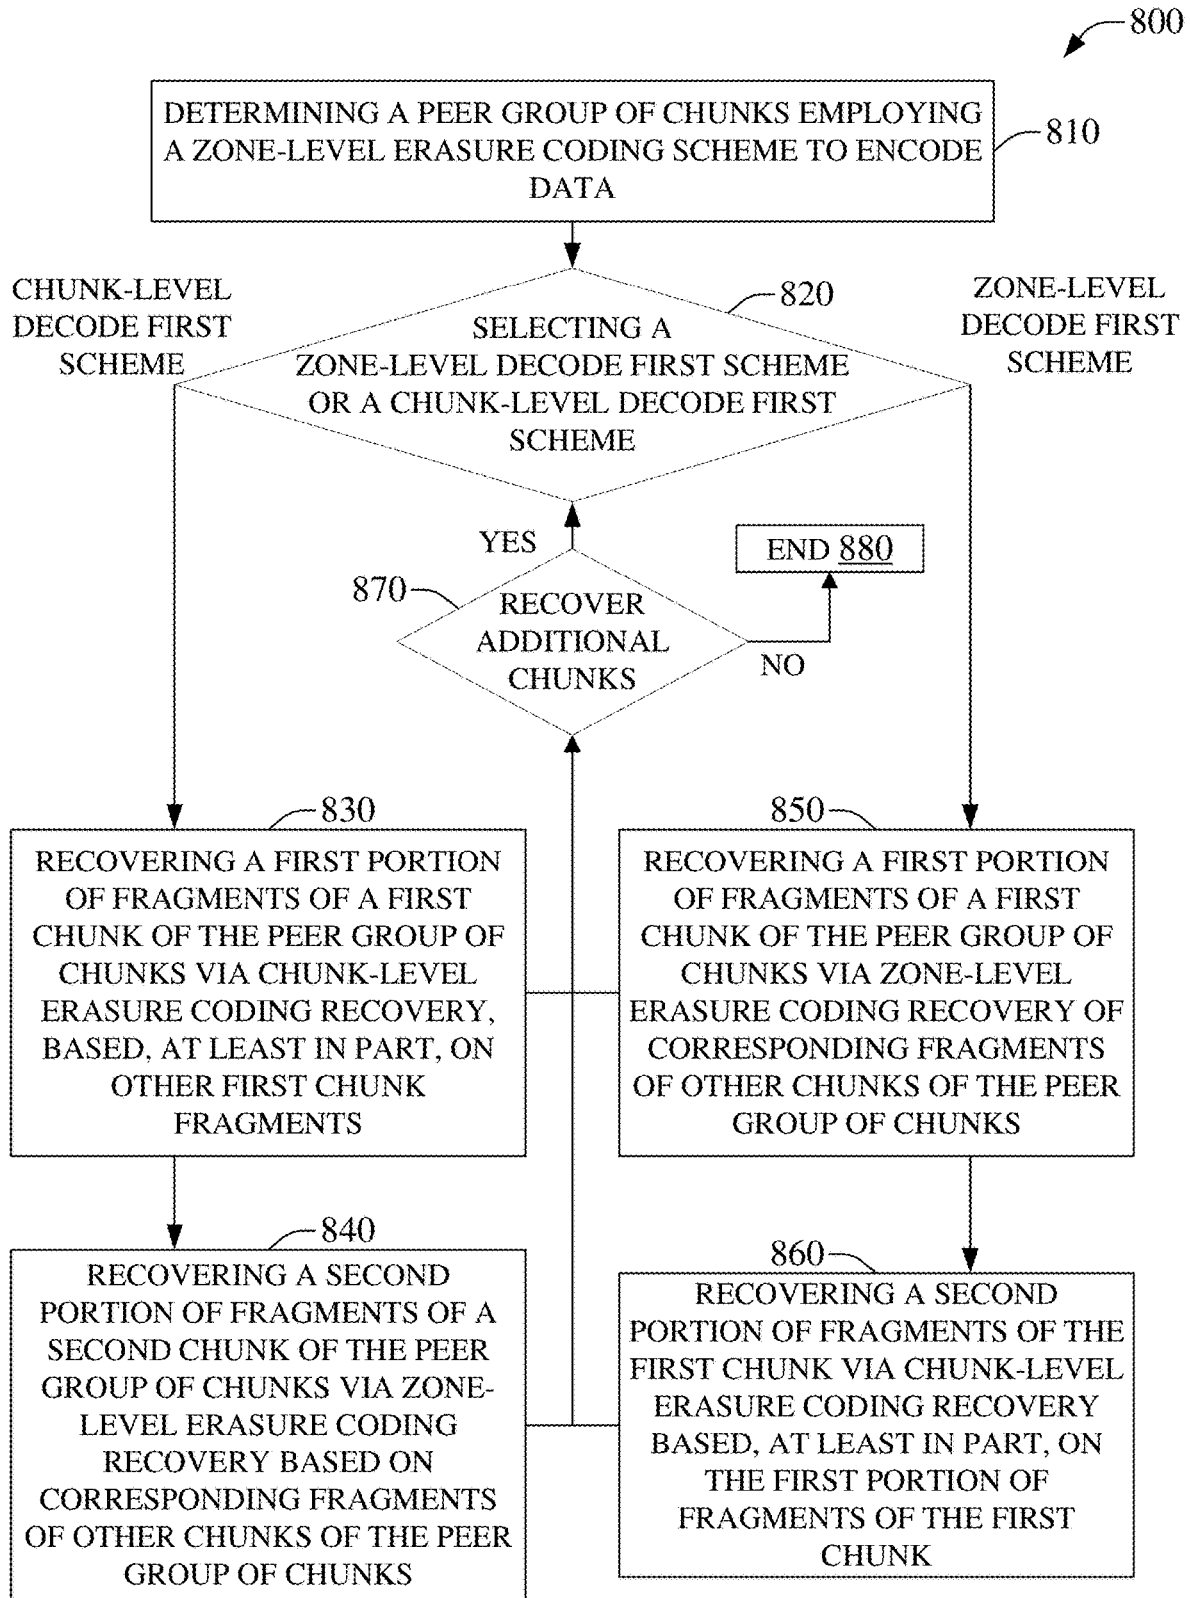 800
DETERMINING A PEER GROUP OF CHUNKS EMPLOYING
A ZONE-LEVEL ERASURE CODING SCHEME TO ENCODE
DATA
810
CHUNK-LEVEL
DECODE FIRST
SCHEME
820
SELECTING A
ZONE-LEVEL DECODE FIRST SCHEME
OR A CHUNK-LEVEL DECODE FIRST
SCHEME
ZONE-LEVEL
DECODE FIRST
SCHEME
YES
END 880
870
RECOVER
ADDITIONAL
CHUNKS
NO
830
RECOVERING A FIRST PORTION
OF FRAGMENTS OF A FIRST
CHUNK OF THE PEER GROUP OF
CHUNKS VIA CHUNK-LEVEL
ERASURE CODING RECOVERY,
BASED, AT LEAST IN PART, ON
OTHER FIRST CHUNK
FRAGMENTS
850
RECOVERING A FIRST PORTION
OF FRAGMENTS OF A FIRST
CHUNK OF THE PEER GROUP OF
CHUNKS VIA ZONE-LEVEL
ERASURE CODING RECOVERY OF
CORRESPONDING FRAGMENTS
OF OTHER CHUNKS OF THE PEER
GROUP OF CHUNKS
840
RECOVERING A SECOND
PORTION OF FRAGMENTS OF A
SECOND CHUNK OF THE PEER
GROUP OF CHUNKS VIA ZONE-
LEVEL ERASURE CODING
RECOVERY BASED ON
CORRESPONDING FRAGMENTS
OF OTHER CHUNKS OF THE PEER
GROUP OF CHUNKS
860
RECOVERING A SECOND
PORTION OF FRAGMENTS OF THE
FIRST CHUNK VIA CHUNK-LEVEL
ERASURE CODING RECOVERY
BASED, AT LEAST IN PART, ON
THE FIRST PORTION OF
FRAGMENTS OF THE FIRST
CHUNK